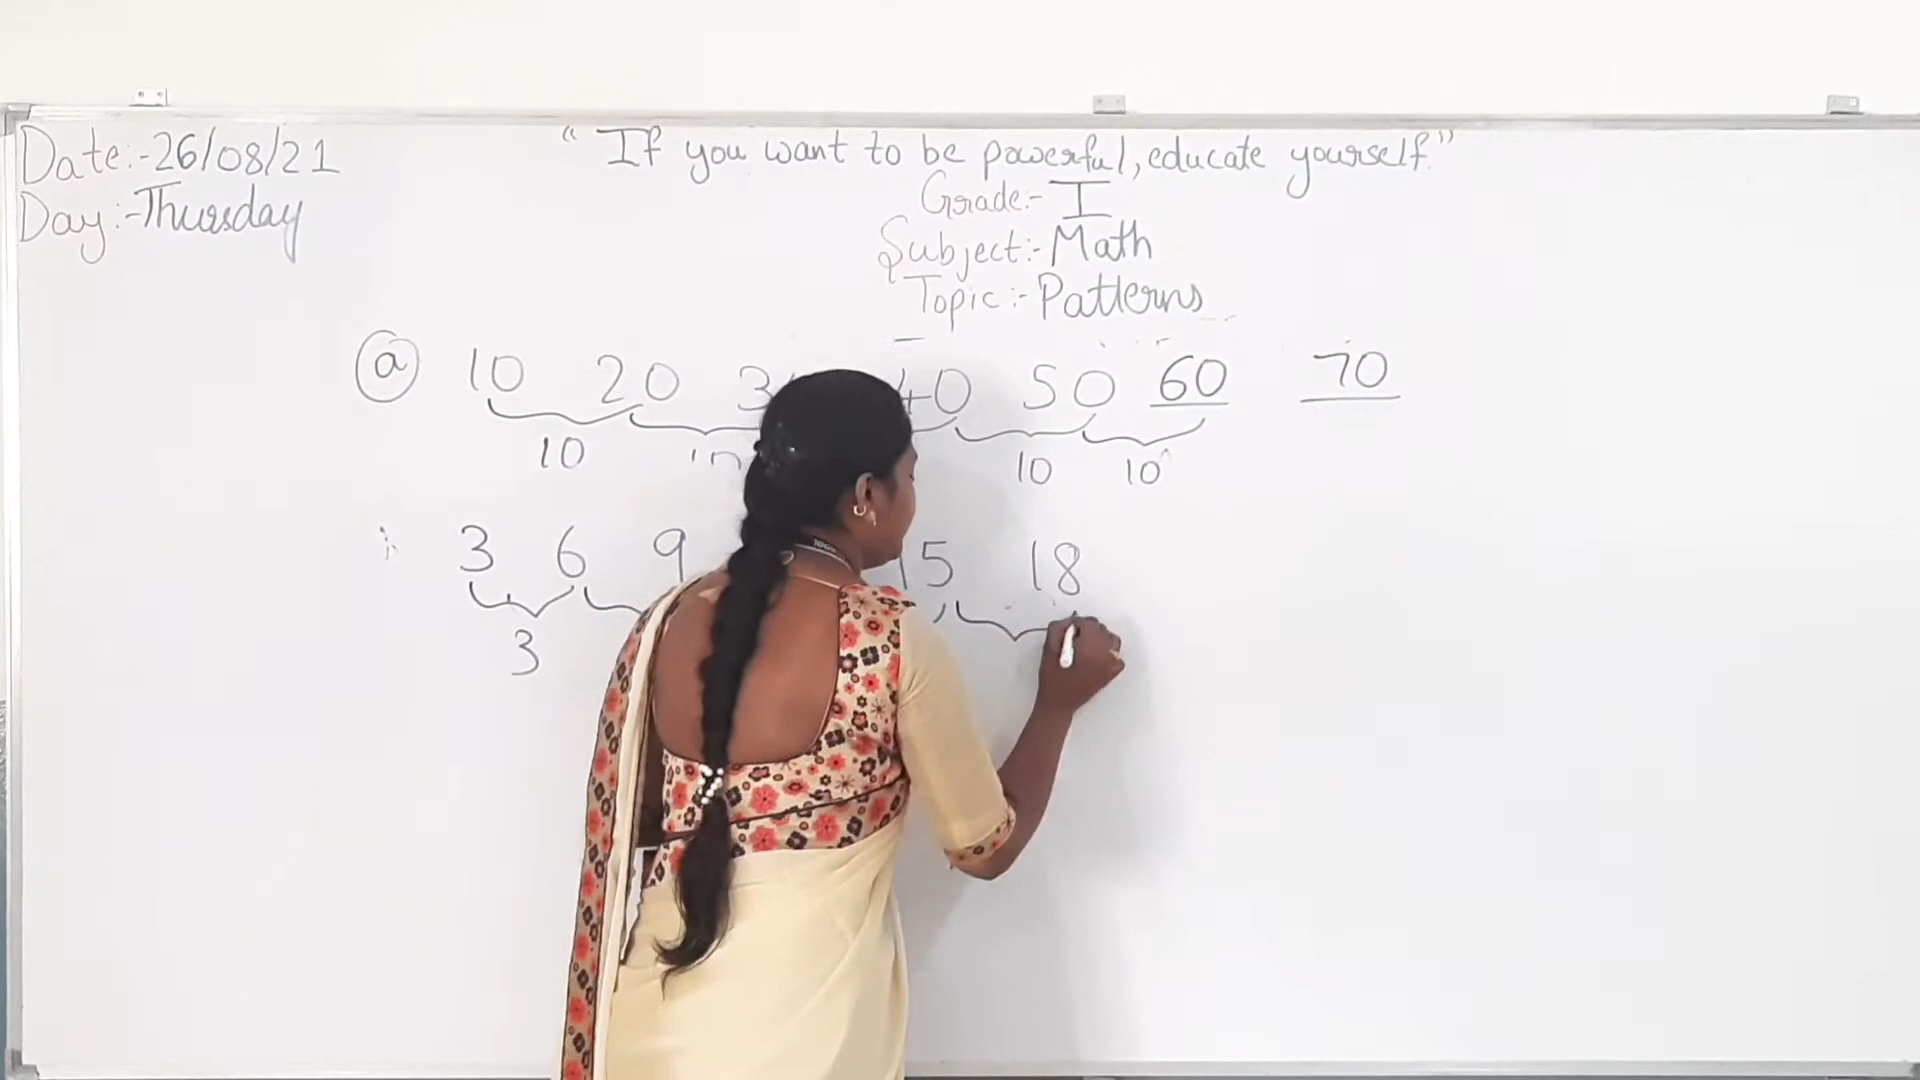 Date:-26/08/21
Day:-Thursday
"If you want to be powerful, educate yourself."
Grade:- I
Subject:- Math
Topic:- Patterns
a 10 20 40 50 60 70
10 10 10 10
3 6 9 15 18
3